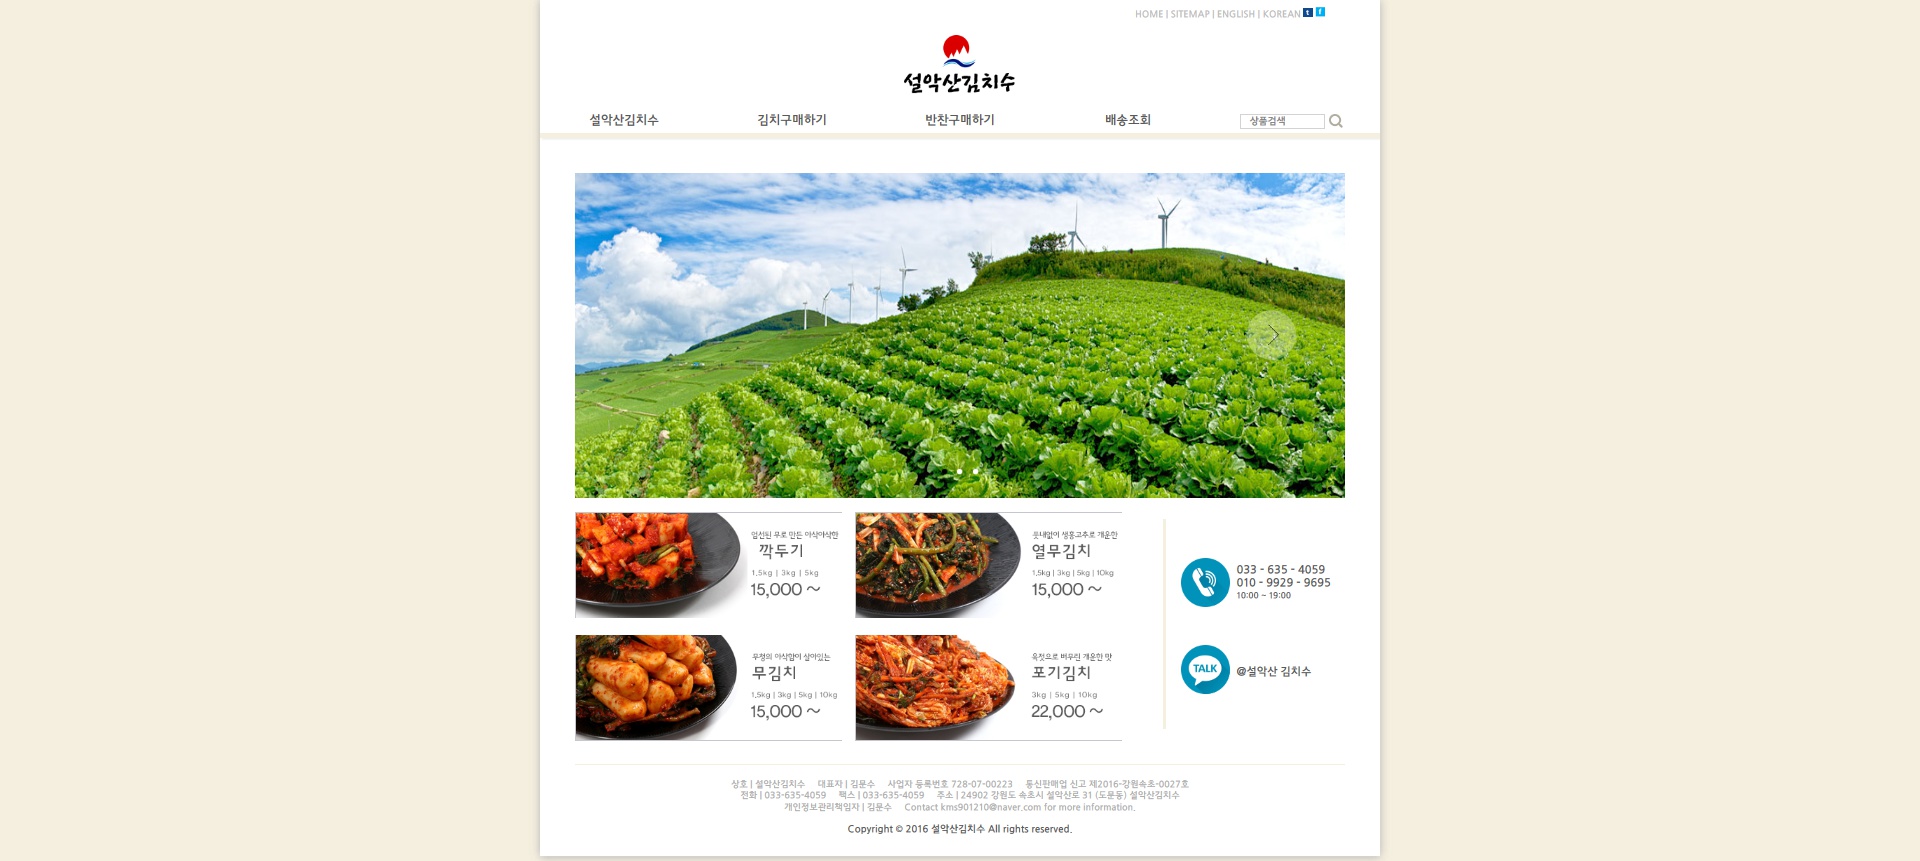 HOME | SITEMAP | ENGLISH | KOREAN t f
설악산김치수
설악산김치수 김치구매하기 반찬구매하기 배송조회 상품검색
엄선된 무로 만든 아삭아삭한
깍두기
1.5kg | 3kg | 5kg
15,000 ~
풋내없이 생홍고추로 개운한
열무김치
1.5kg | 3kg | 5kg | 10kg
15,000 ~
무청의 아삭함이 살아있는
무김치
1.5kg | 3kg | 5kg | 10kg
15,000 ~
육젓으로 버무린 개운한 맛
포기김치
3kg | 5kg | 10kg
22,000 ~
033 - 635 - 4059
010 - 9929 - 9695
10:00 ~ 19:00
TALK @설악산 김치수
상호 | 설악산김치수 대표자 | 김문수 사업자 등록번호 728-07-00223 통신판매업 신고 제2016-강원속초-0027호
전화 | 033-635-4059 팩스 | 033-635-4059 주소 | 24902 강원도 속초시 설악산로 31 (도문동) 설악산김치수
개인정보관리책임자 | 김문수 Contact kms901210@naver.com for more information.
Copyright © 2016 설악산김치수 All rights reserved.